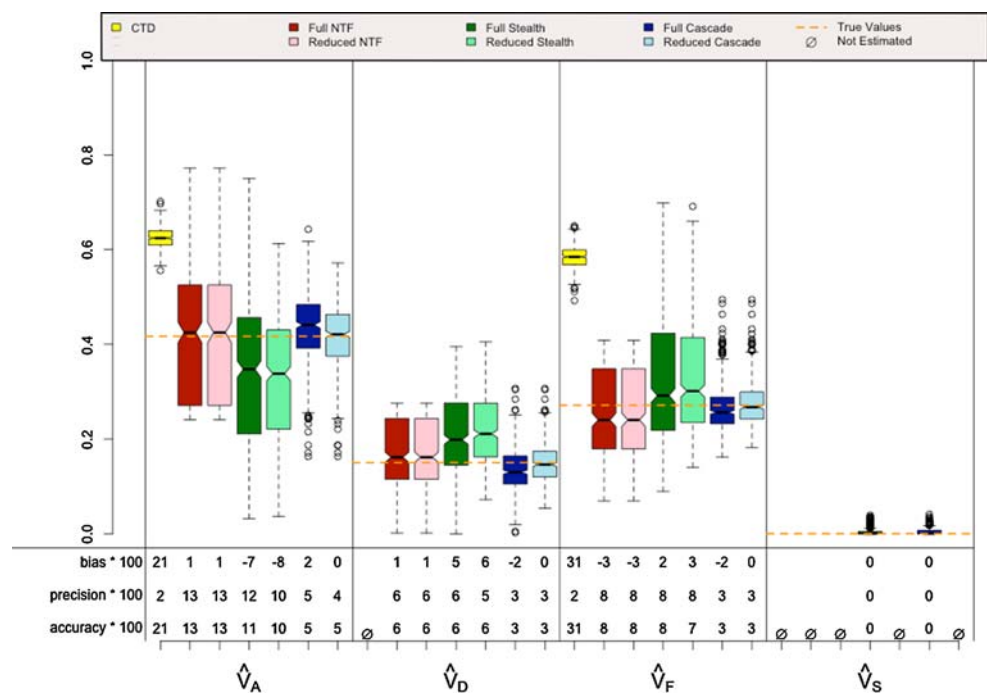 CTD Full NTF Full Stealth Full Cascade True Values
Reduced NTF Reduced Stealth Reduced Cascade ∅ Not Estimated
1.0
0.8
0.6
0.4
0.2
0.0
bias * 100 21 1 1 -7 -8 2 0 1 1 5 6 -2 0 31 -3 -3 2 3 -2 0 0 0
precision * 100 2 13 13 12 10 5 4 6 6 6 5 3 3 2 8 8 8 8 3 3 0 0
accuracy * 100 21 13 13 11 10 5 5 ∅ 6 6 6 6 3 3 31 8 8 8 7 3 3 ∅ ∅ ∅ 0 ∅ 0 ∅
V̂A V̂D V̂F V̂S